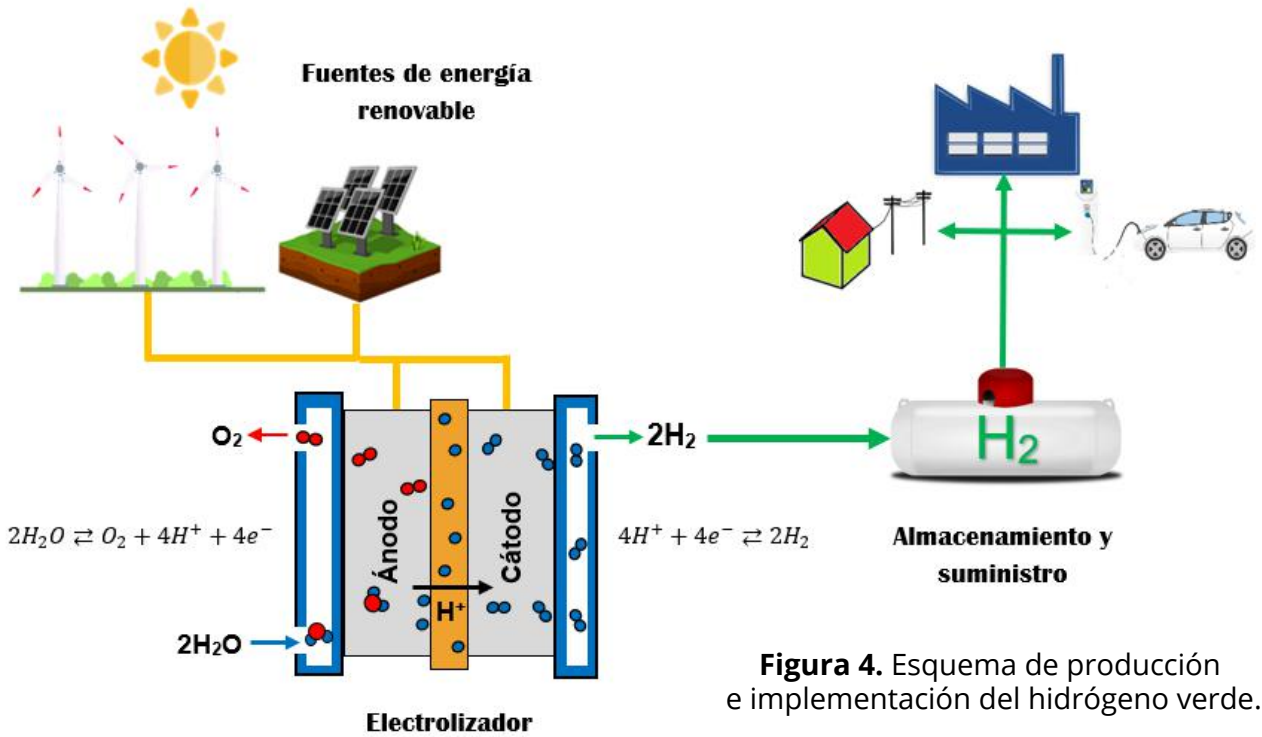 Fuentes de energía
renovable
O₂
2H₂
H₂
2H₂O ⇄ O₂ + 4H⁺ + 4e⁻
Ánodo
Cátodo
H⁺
4H⁺ + 4e⁻ ⇄ 2H₂
2H₂O
Electrolizador
Almacenamiento y
suministro
Figura 4. Esquema de producción
e implementación del hidrógeno verde.